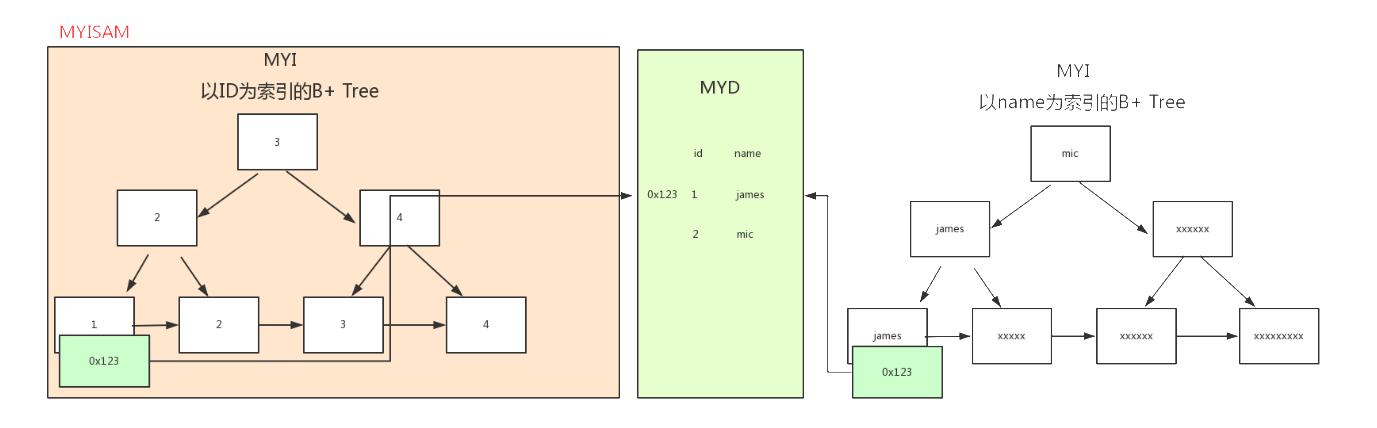 MYISAM
MYI
以ID为索引的B+ Tree
3
2
4
1
2
3
4
0x123
MYD
id name
0x123 1 james
2 mic
MYI
以name为索引的B+ Tree
mic
james
xxxxxx
james
xxxxx
xxxxxx
xxxxxxxxx
0x123